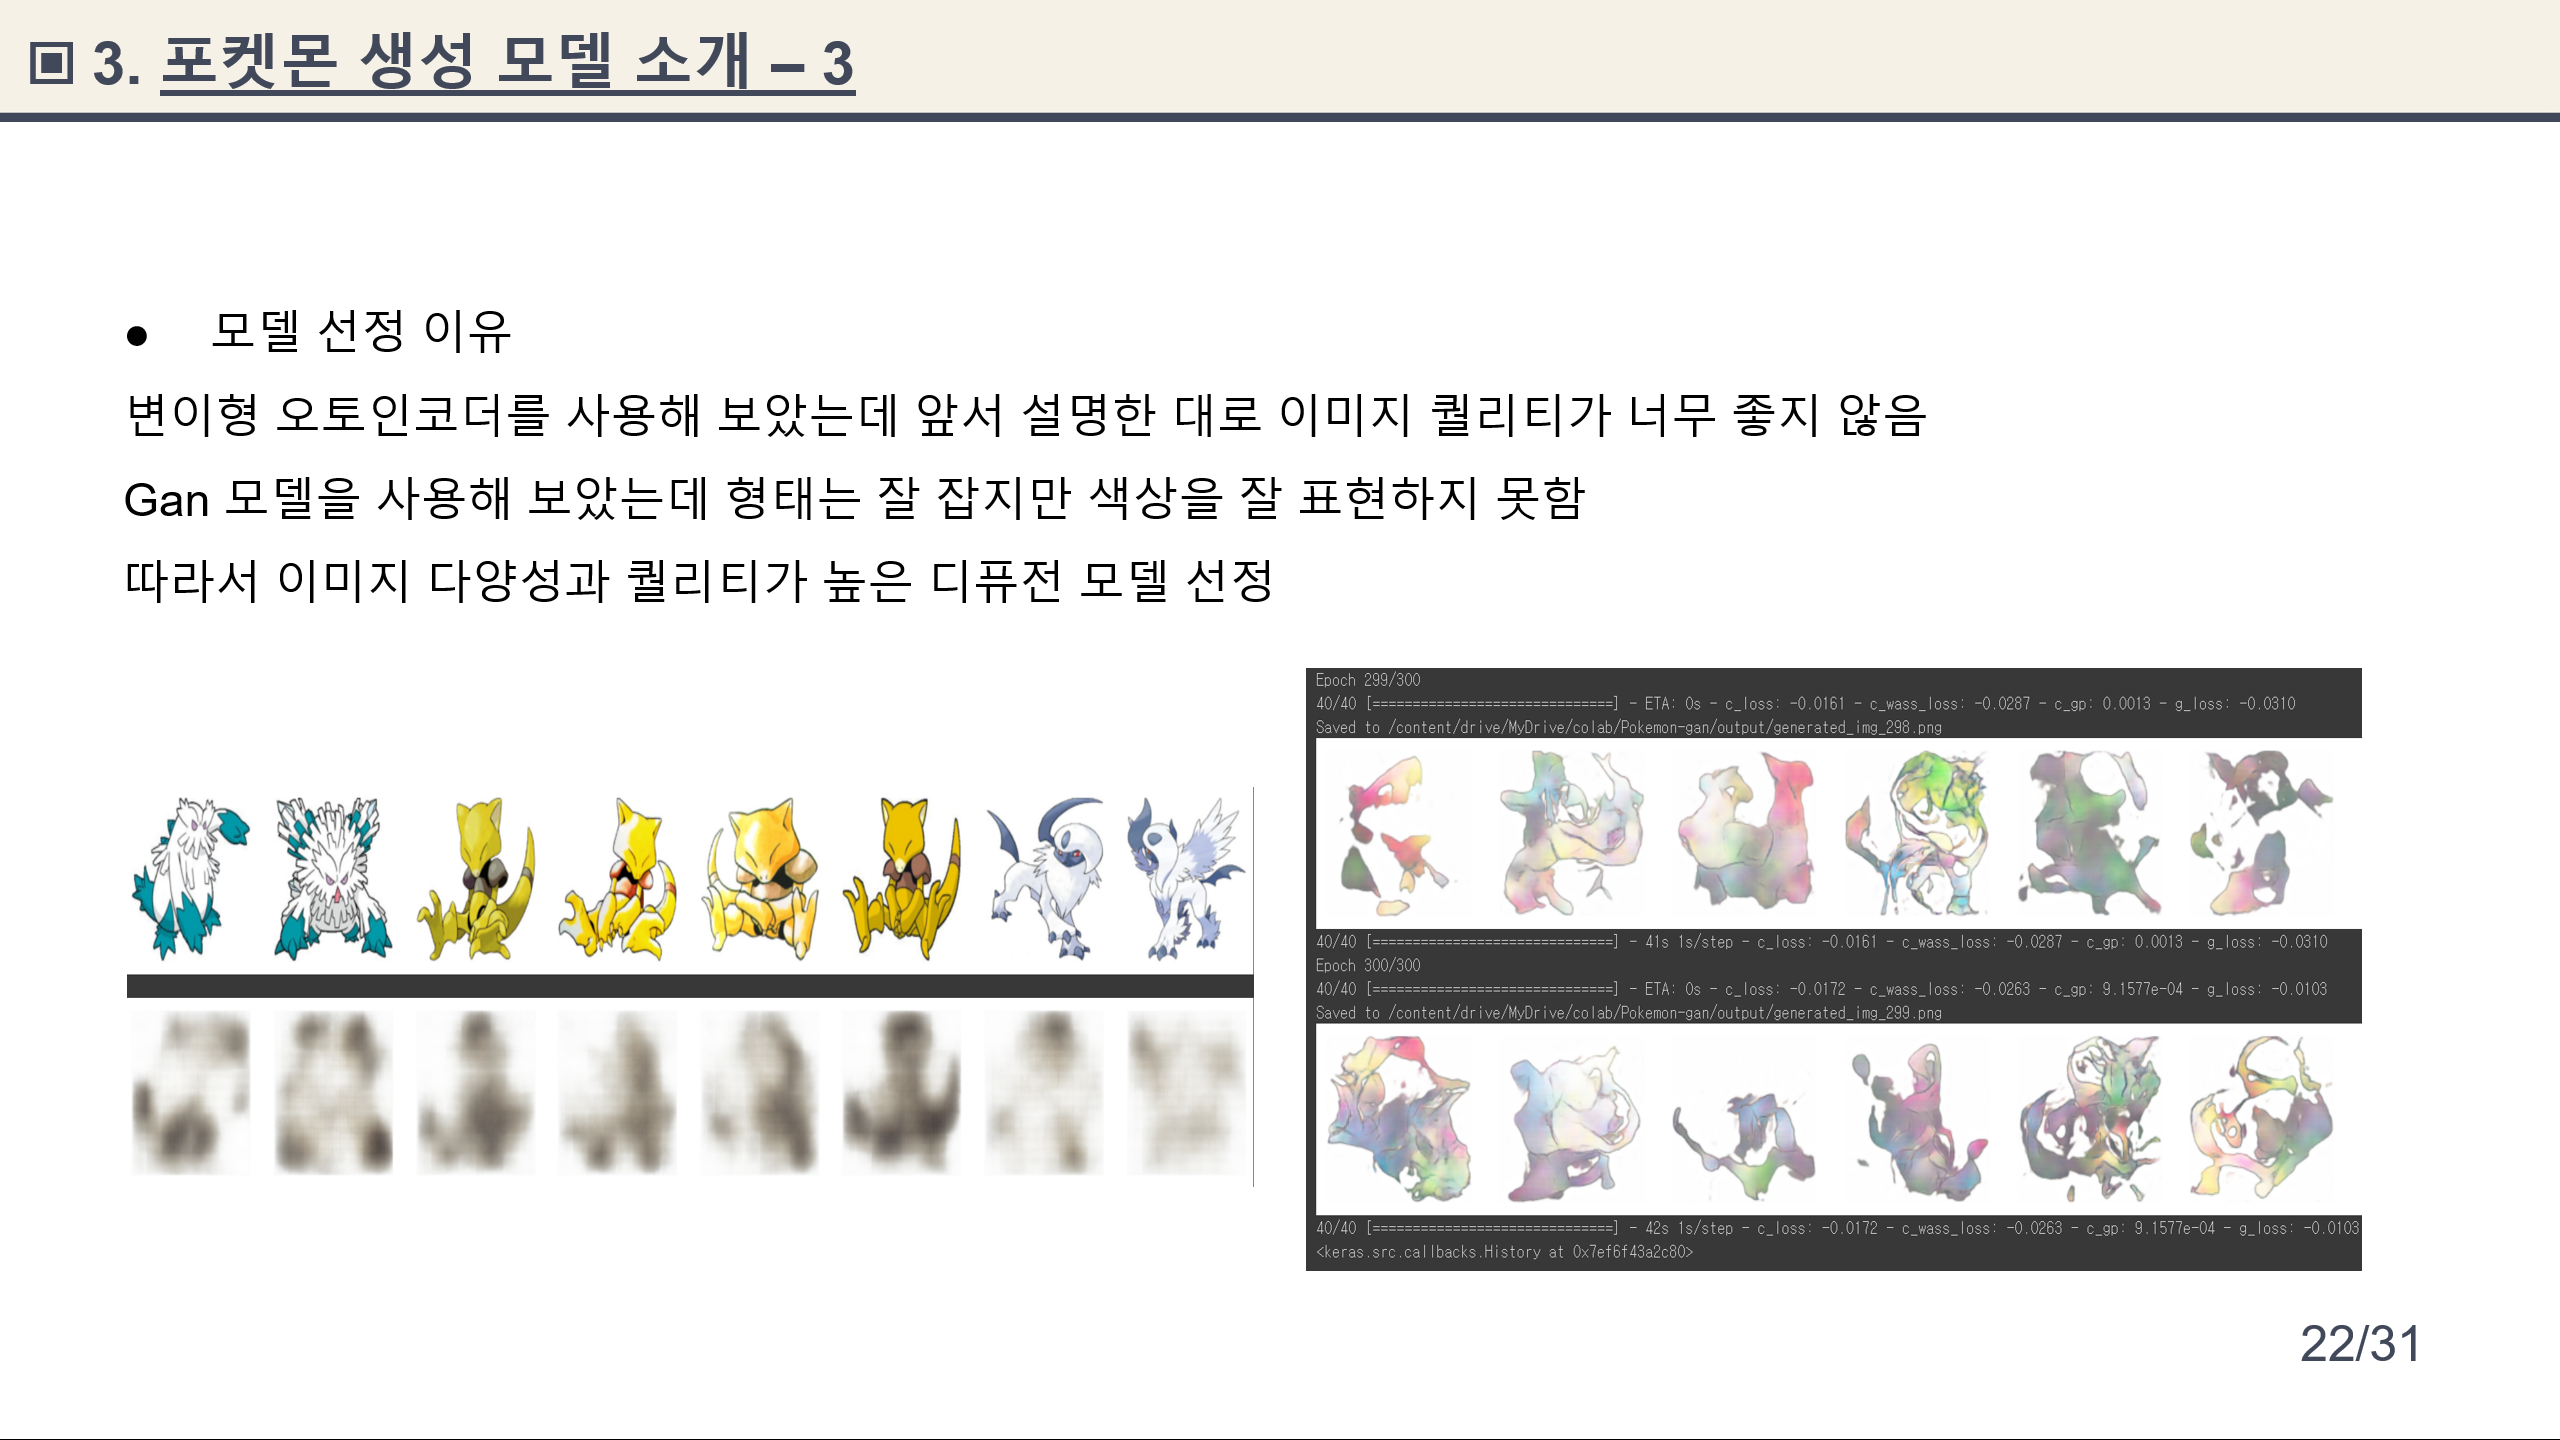 ▣ 3. 포켓몬 생성 모델 소개 – 3
● 모델 선정 이유
변이형 오토인코더를 사용해 보았는데 앞서 설명한 대로 이미지 퀄리티가 너무 좋지 않음
Gan 모델을 사용해 보았는데 형태는 잘 잡지만 색상을 잘 표현하지 못함
따라서 이미지 다양성과 퀄리티가 높은 디퓨전 모델 선정
Epoch 299/300
40/40 [==============================] - ETA: 0s - c_loss: -0.0161 - c_wass_loss: -0.0287 - c_gp: 0.0013 - g_loss: -0.0310
Saved to /content/drive/MyDrive/colab/Pokemon-gan/output/generated_img_298.png
40/40 [==============================] - 41s 1s/step - c_loss: -0.0161 - c_wass_loss: -0.0287 - c_gp: 0.0013 - g_loss: -0.0310
Epoch 300/300
40/40 [==============================] - ETA: 0s - c_loss: -0.0172 - c_wass_loss: -0.0263 - c_gp: 9.1577e-04 - g_loss: -0.0103
Saved to /content/drive/MyDrive/colab/Pokemon-gan/output/generated_img_299.png
40/40 [==============================] - 42s 1s/step - c_loss: -0.0172 - c_wass_loss: -0.0263 - c_gp: 9.1577e-04 - g_loss: -0.0103
<keras.src.callbacks.History at 0x7ef6f43a2c80>
22/31